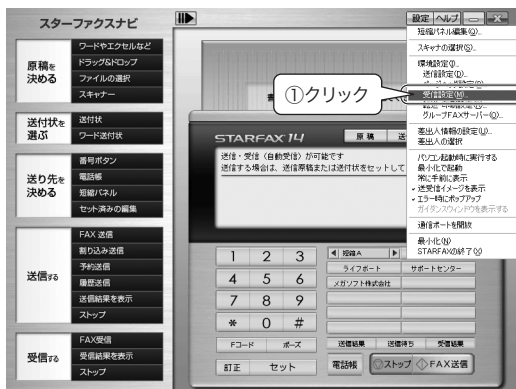 スターファクスナビ
設定 ヘルプ
原稿を
決める
ワードやエクセルなど
ドラッグ&ドロップ
ファイルの選択
スキャナー
送付状を
選ぶ
送付状
ワード送付状
送り先を
決める
番号ボタン
電話帳
短縮パネル
セット済みの編集
送信する
FAX 送信
割り込み送信
予約送信
履歴送信
送信結果を表示
ストップ
受信する
FAX受信
受信結果を表示
ストップ
①クリック
STARFAX 14
原 稿
送信・受信(自動受信)が可能です
送信する場合は、送信原稿または送付状をセットして
1 2 3
4 5 6
7 8 9
* 0 #
Fコード ポーズ
訂正 セット
短縮A
ライフボート サポートセンター
メガソフト株式会社
送信結果 送信待ち 受信結果
電話帳 ストップ FAX送信
短縮パネル編集(Q)...
スキャナの選択(S)...
環境設定(I)...
送信設定(D)...
受信設定(M)...
グループFAXサーバー(O)...
差出人情報の設定(U)...
差出人の選択
パソコン起動時に実行する
最小化で起動
常に手前に表示
送受信イメージを表示
エラー時にポップアップ
ガイダンスウィンドウを表示する
通信ポートを開放
最小化(N)
STARFAXの終了(X)